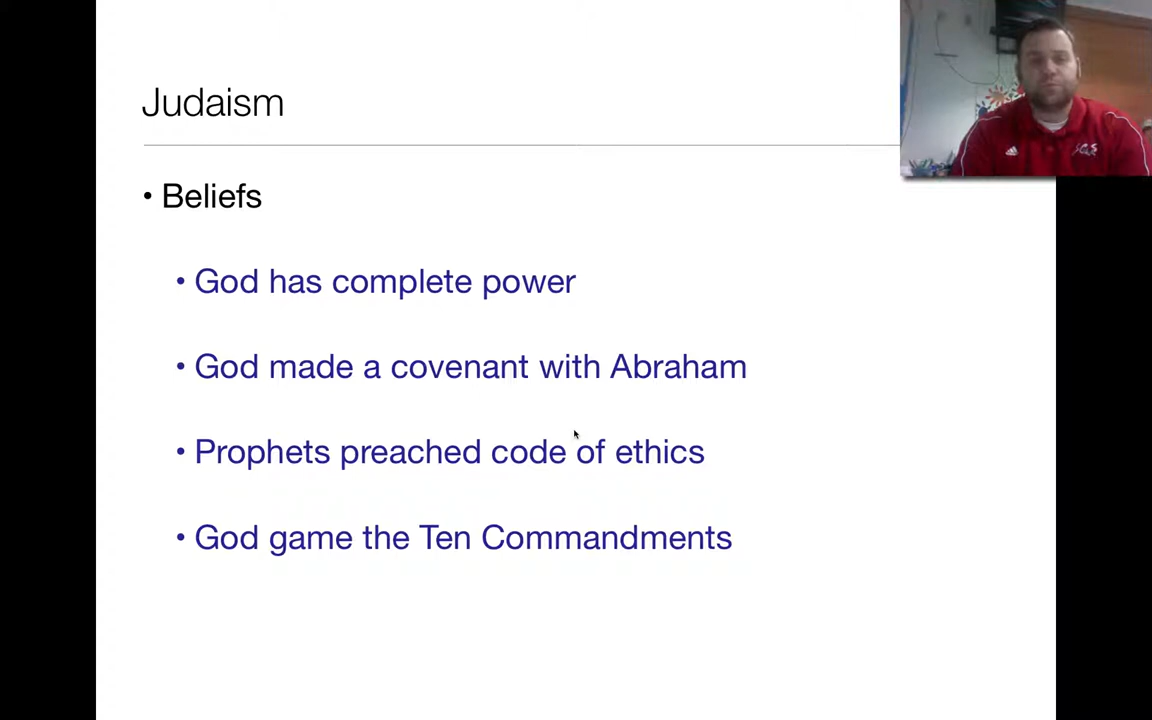 Judaism
• Beliefs
• God has complete power
• God made a covenant with Abraham
• Prophets preached code of ethics
• God game the Ten Commandments